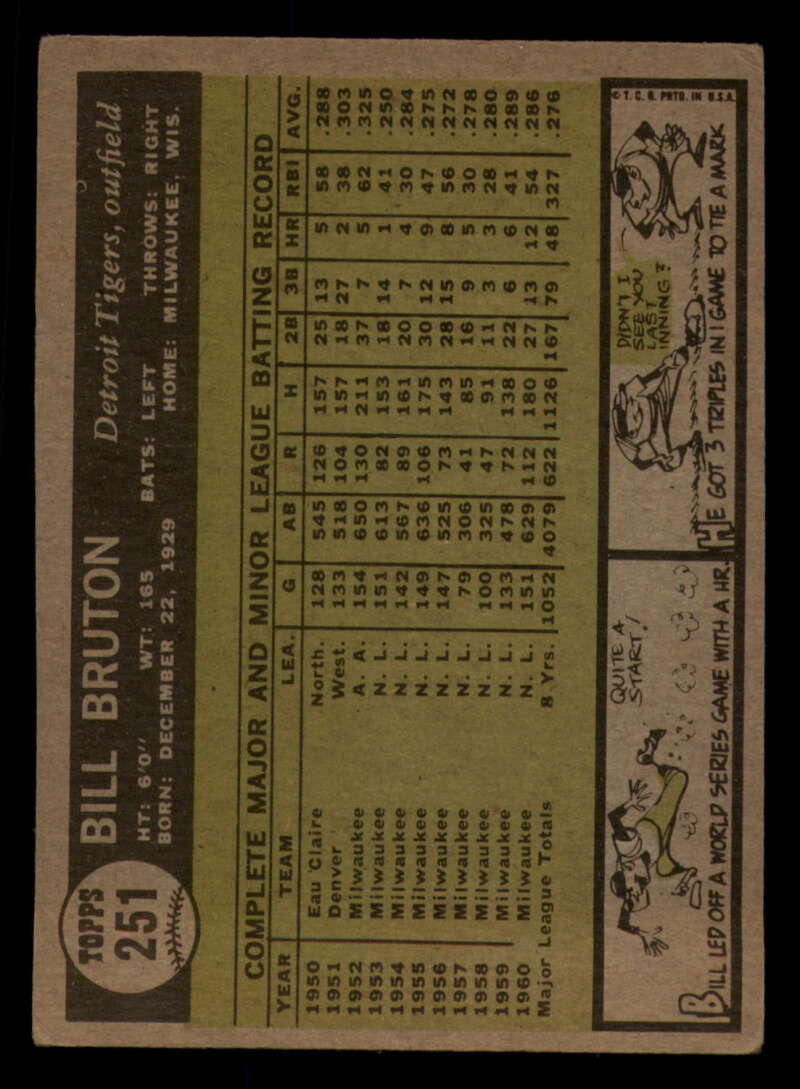 TOPPS
251
BILL BRUTON Detroit Tigers, outfield
HT: 6'0" WT: 165 BATS: LEFT THROWS: RIGHT
BORN: DECEMBER 22, 1929 HOME: MILWAUKEE, WIS.
COMPLETE MAJOR AND MINOR LEAGUE BATTING RECORD
YEAR TEAM LEA. G AB R H 2B 3B HR RBI AVG.
1950 Eau Claire North. 128 545 126 157 25 13 5 58 .288
1951 Denver West. 133 518 104 157 18 27 2 38 .303
1952 Milwaukee A. A. 154 650 130 211 37 7 5 62 .325
1953 Milwaukee N. L. 151 613 82 153 18 14 1 41 .250
1954 Milwaukee N. L. 142 567 89 161 20 7 4 30 .284
1955 Milwaukee N. L. 149 636 106 175 30 12 9 47 .275
1956 Milwaukee N. L. 147 525 73 143 28 15 8 56 .272
1957 Milwaukee N. L. 79 306 41 85 16 9 5 30 .278
1958 Milwaukee N. L. 100 325 47 91 11 3 3 28 .280
1959 Milwaukee N. L. 133 478 72 138 22 6 6 41 .289
1960 Milwaukee N. L. 151 629 112 180 27 13 12 54 .286
Major League Totals 8 Yrs. 1052 4079 622 1126 167 79 48 327 .276
QUITE A
START!
BILL LED OFF A WORLD SERIES GAME WITH A HR.
© T. C. G. PRTD. IN U.S.A.
DIDN'T I
SEE YOU
LAST
INNING?
HE GOT 3 TRIPLES IN 1 GAME TO TIE A MARK